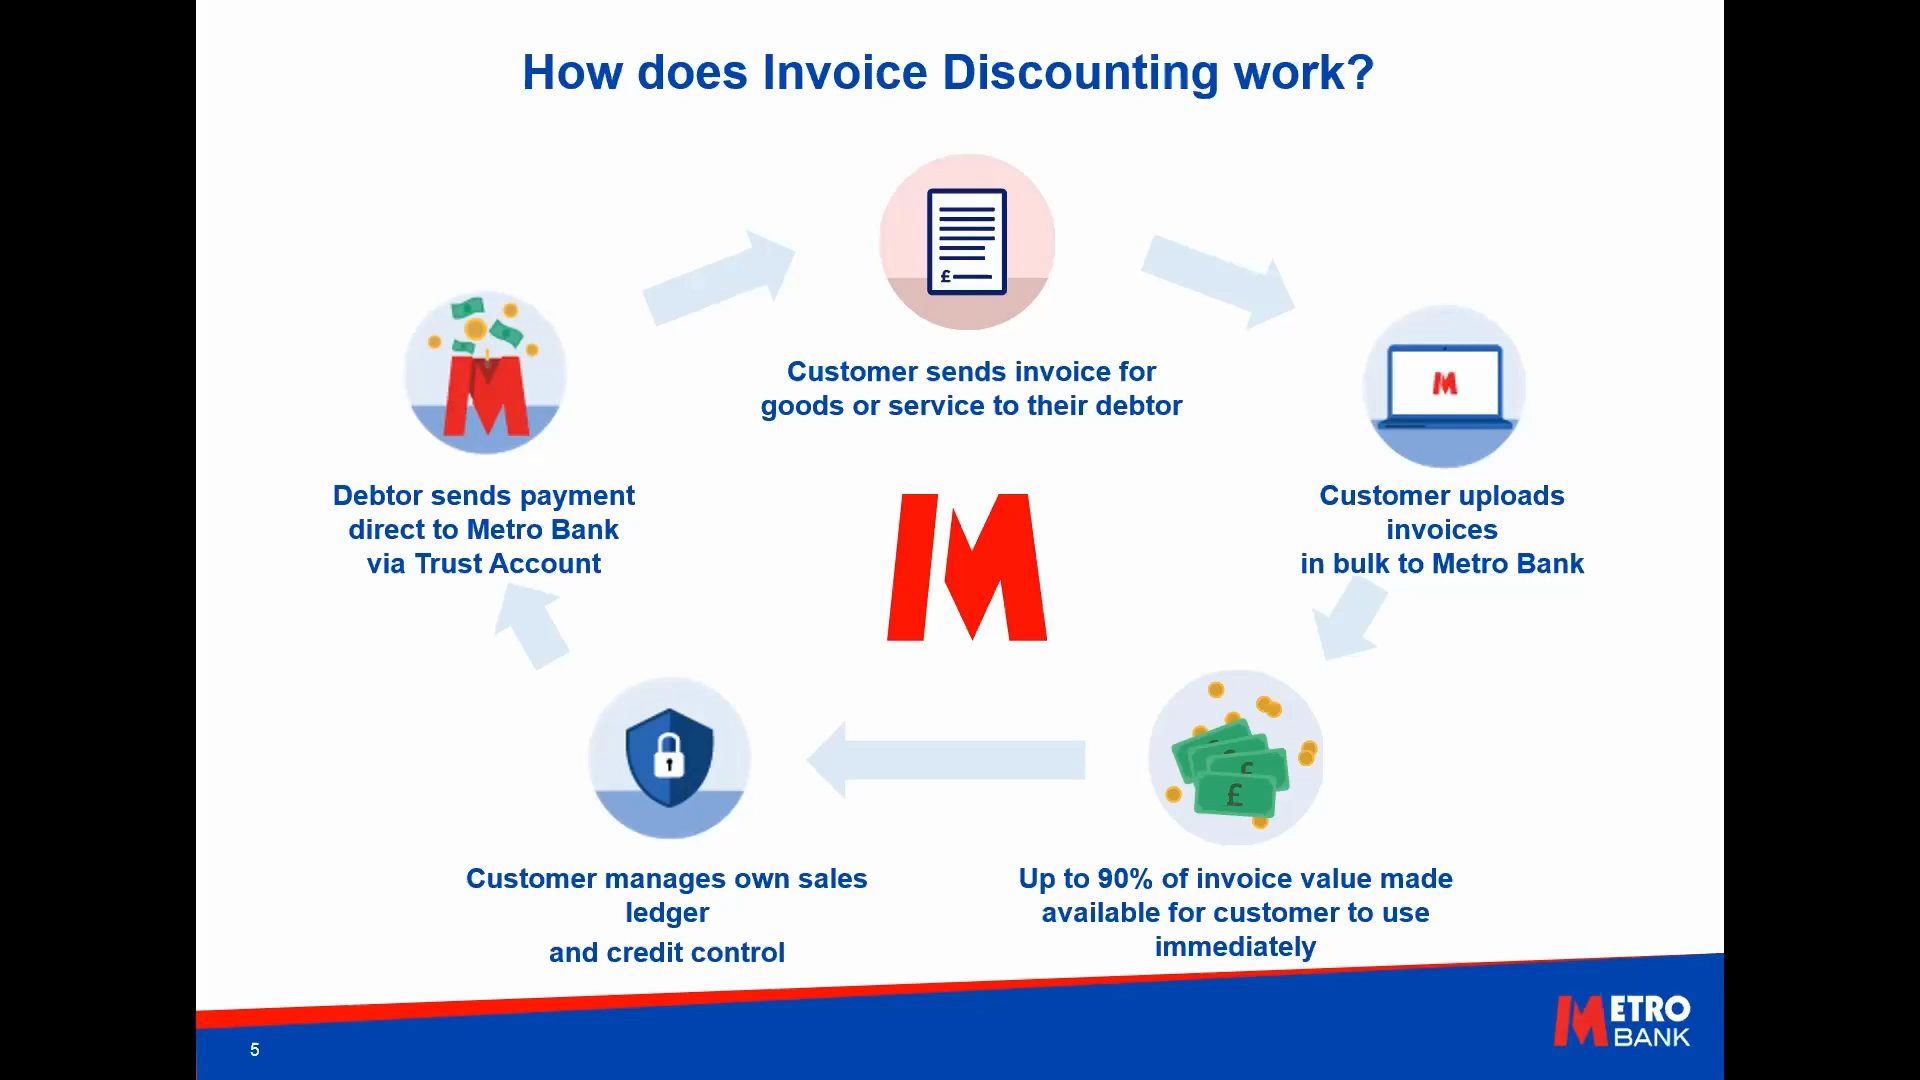 How does Invoice Discounting work?
£
Customer sends invoice for
goods or service to their debtor
M
Customer uploads
invoices
in bulk to Metro Bank
£
£
Up to 90% of invoice value made
available for customer to use
immediately
Customer manages own sales
ledger
and credit control
M
Debtor sends payment
direct to Metro Bank
via Trust Account
M
5
METRO
BANK